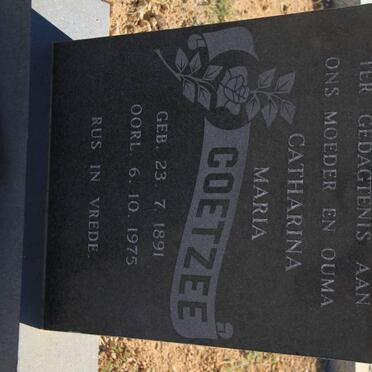 TER GEDAGTENIS AAN
ONS MOEDER EN OUMA
CATHARINA
MARIA
COETZEE
GEB. 23. 7. 1891
OORL. 6. 10. 1975
RUS IN VREDE